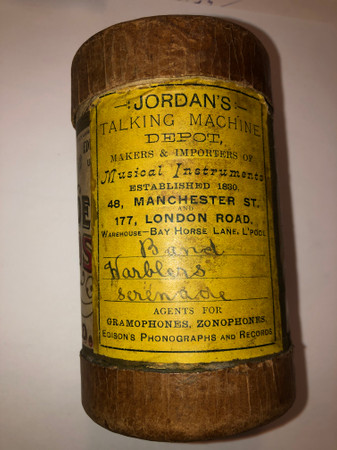 JORDAN'S
TALKING MACHINE
DEPOT,
MAKERS & IMPORTERS OF
Musical Instruments
ESTABLISHED 1830.
48, MANCHESTER ST.
AND
177, LONDON ROAD.
WAREHOUSE-BAY HORSE LANE, L'POOL
Band
Warblers
serenade
AGENTS FOR
GRAMOPHONES, ZONOPHONES,
EDISON'S PHONOGRAPHS AND RECORDS